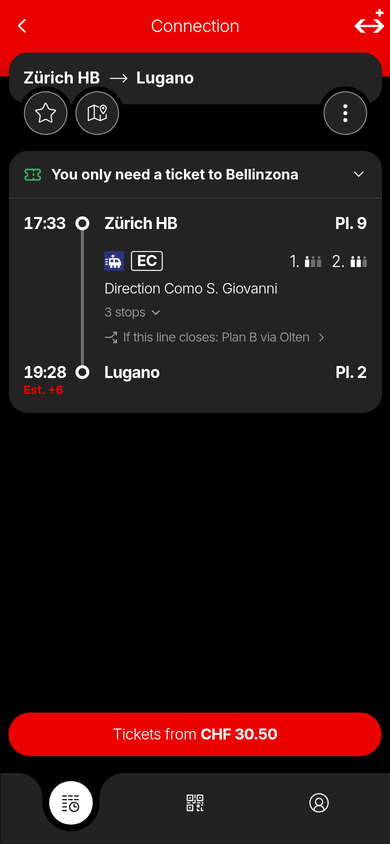 Connection
Zürich HB → Lugano
You only need a ticket to Bellinzona
17:33 Zürich HB Pl. 9
EC 1. 2.
Direction Como S. Giovanni
3 stops
If this line closes: Plan B via Olten
19:28 Lugano Pl. 2
Est. +6
Tickets from CHF 30.50